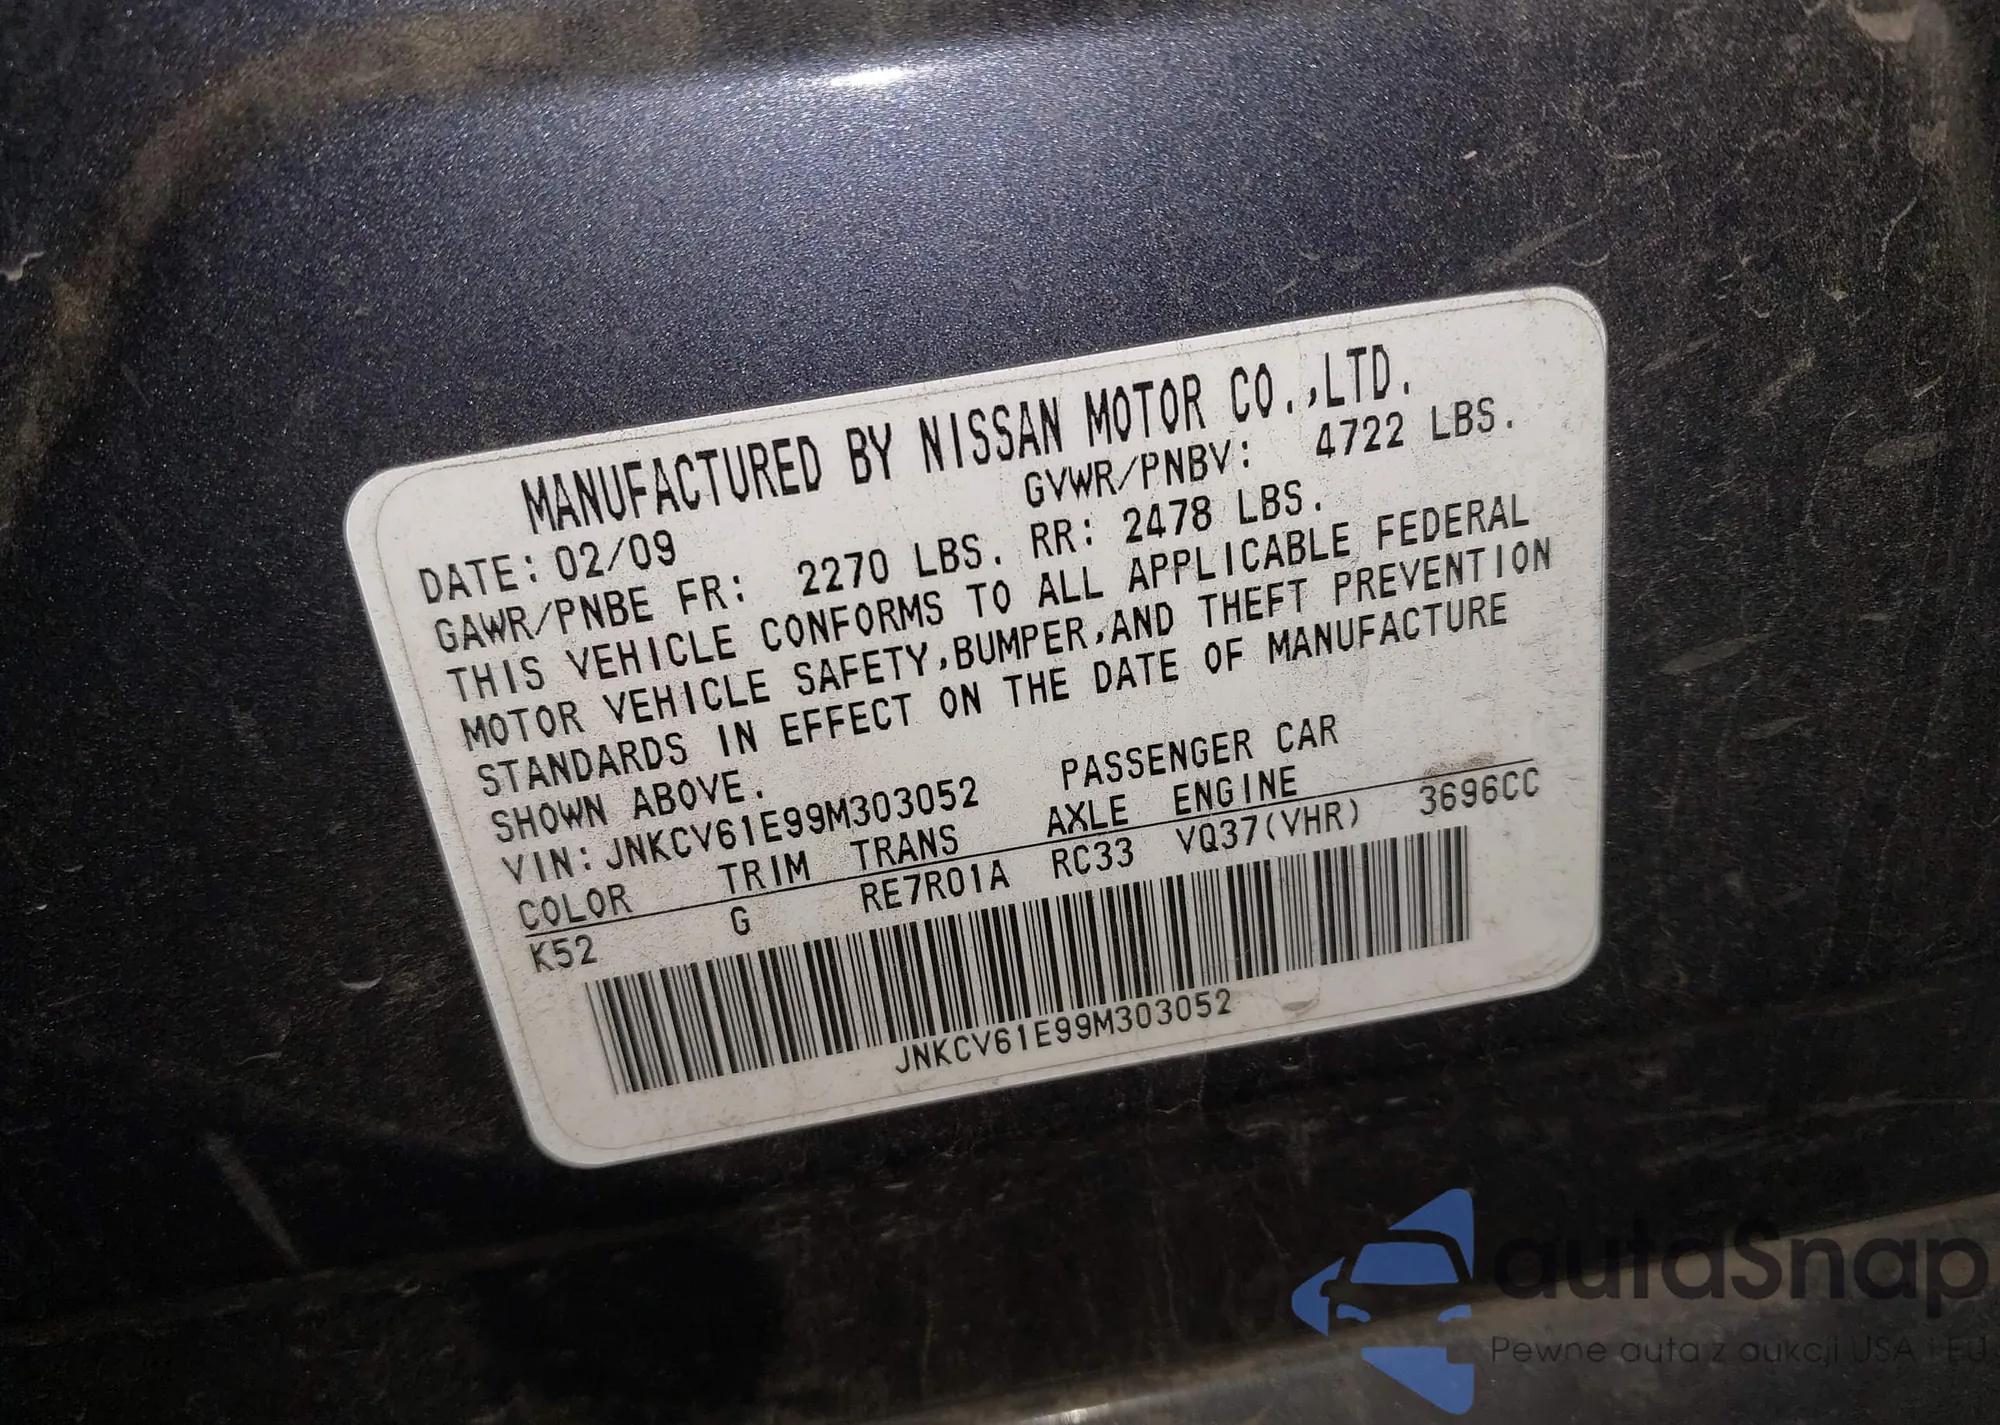 MANUFACTURED BY NISSAN MOTOR CO.,LTD.
DATE: 02/09 GVWR/PNBV: 4722 LBS.
GAWR/PNBE FR: 2270 LBS. RR: 2478 LBS.
THIS VEHICLE CONFORMS TO ALL APPLICABLE FEDERAL
MOTOR VEHICLE SAFETY,BUMPER,AND THEFT PREVENTION
STANDARDS IN EFFECT ON THE DATE OF MANUFACTURE
SHOWN ABOVE.
VIN: JNKCV61E99M303052 PASSENGER CAR
COLOR TRIM TRANS AXLE ENGINE
K52 G RE7R01A RC33 VQ37(VHR) 3696CC
JNKCV61E99M303052
autaSnap
Pewne auta z aukcji USA i EU